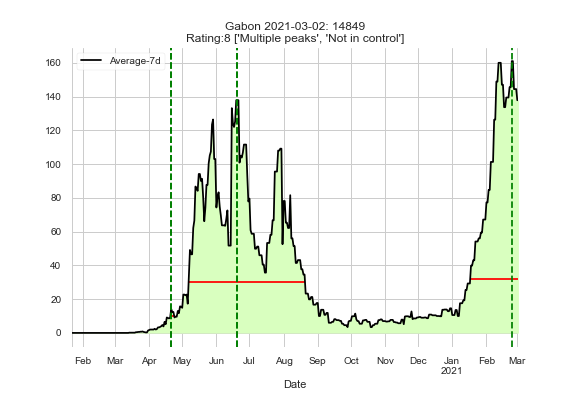 Gabon 2021-03-02: 14849
Rating:8 ['Multiple peaks', 'Not in control']
Average-7d
160
140
120
100
80
60
40
20
0
Feb Mar Apr May Jun Jul Aug Sep Oct Nov Dec Jan Feb Mar
2021
Date